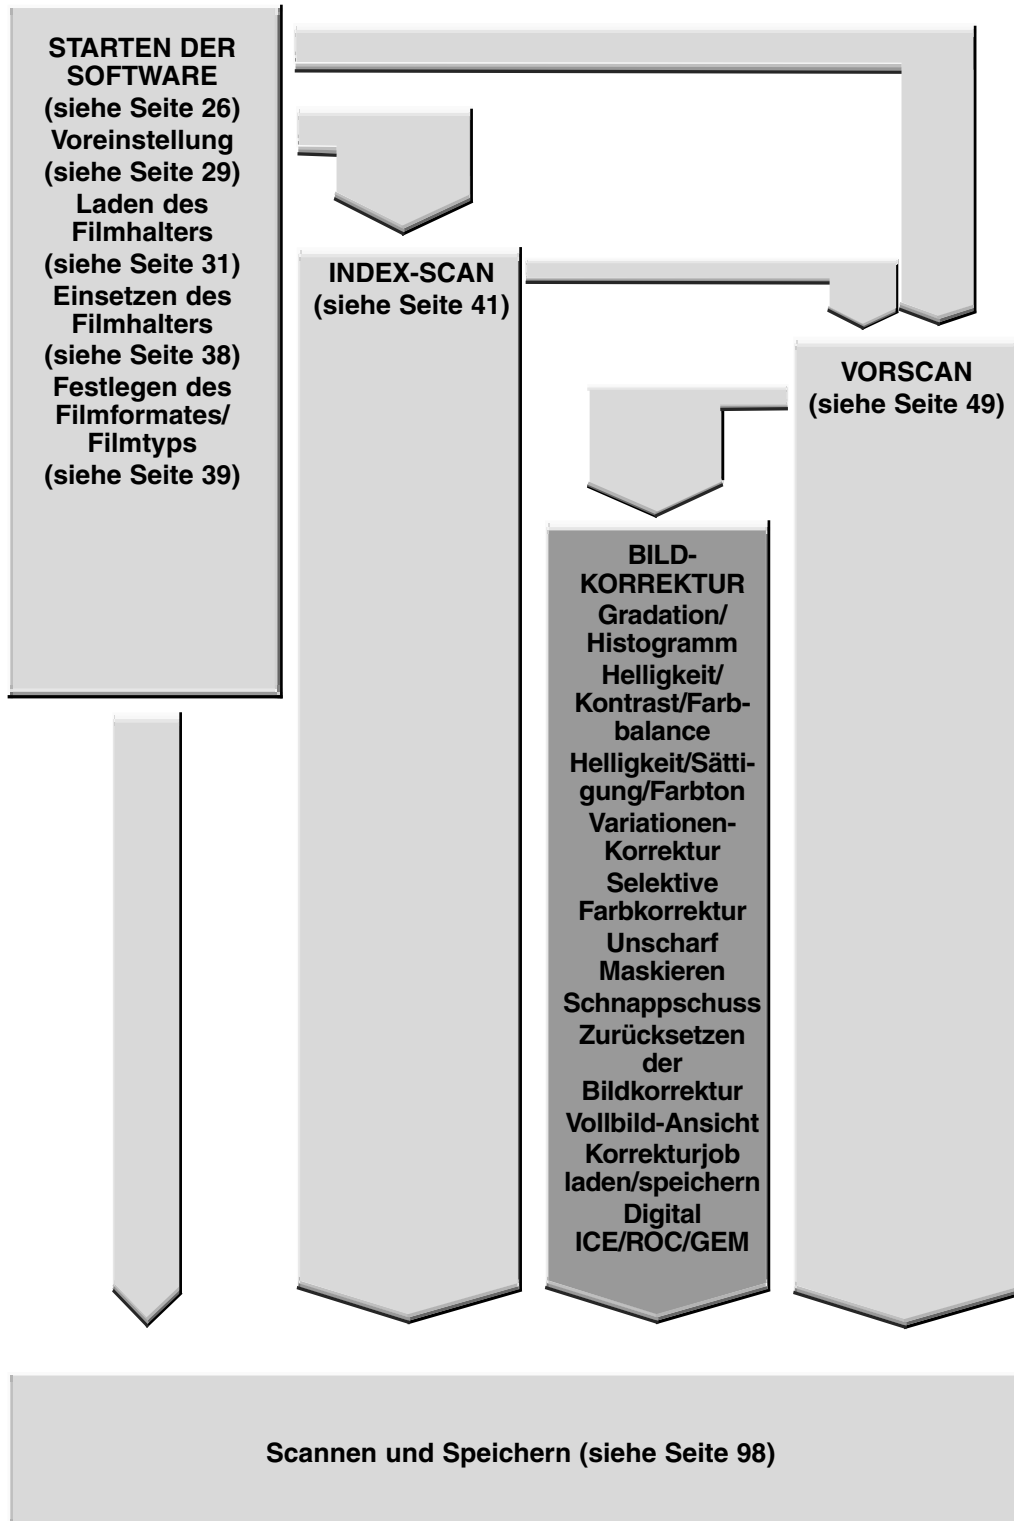 STARTEN DER
SOFTWARE
(siehe Seite 26)
Voreinstellung
(siehe Seite 29)
Laden des
Filmhalters
(siehe Seite 31)
Einsetzen des
Filmhalters
(siehe Seite 38)
Festlegen des
Filmformates/
Filmtyps
(siehe Seite 39)
INDEX-SCAN
(siehe Seite 41)
VORSCAN
(siehe Seite 49)
BILD-
KORREKTUR
Gradation/
Histogramm
Helligkeit/
Kontrast/Farb-
balance
Helligkeit/Sätti-
gung/Farbton
Variationen-
Korrektur
Selektive
Farbkorrektur
Unscharf
Maskieren
Schnappschuss
Zurücksetzen
der
Bildkorrektur
Vollbild-Ansicht
Korrekturjob
laden/speichern
Digital
ICE/ROC/GEM
Scannen und Speichern (siehe Seite 98)